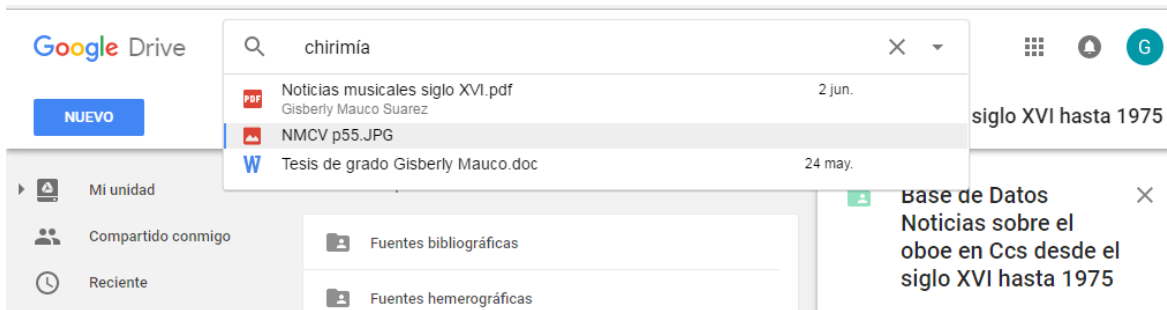 Google Drive
chirimía
G
PDF
Noticias musicales siglo XVI.pdf
2 jun.
Gisberly Mauco Suarez
NMCV p55.JPG
W
Tesis de grado Gisberly Mauco.doc
24 may.
NUEVO
siglo XVI hasta 1975
Mi unidad
Compartido conmigo
Reciente
Fuentes bibliográficas
Fuentes hemerográficas
Base de Datos
Noticias sobre el
oboe en Ccs desde el
siglo XVI hasta 1975